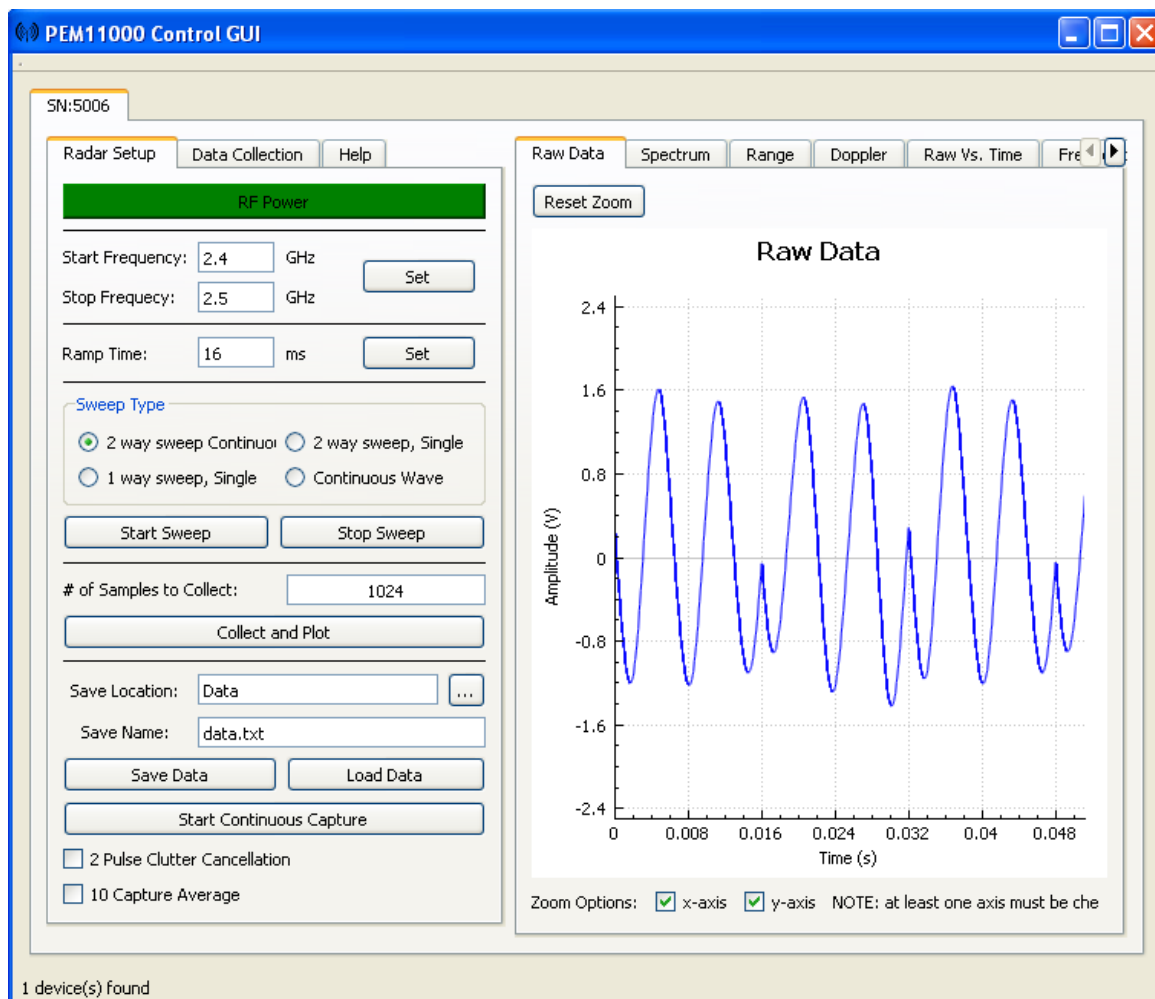 PEM11000 Control GUI
SN:5006
Radar Setup
Data Collection
Help
RF Power
Start Frequency:
2.4
GHz
Set
Stop Frequecy:
2.5
GHz
Ramp Time:
16
ms
Set
Sweep Type
2 way sweep Continuou
2 way sweep, Single
1 way sweep, Single
Continuous Wave
Start Sweep
Stop Sweep
# of Samples to Collect:
1024
Collect and Plot
Save Location:
Data
...
Save Name:
data.txt
Save Data
Load Data
Start Continuous Capture
2 Pulse Clutter Cancellation
10 Capture Average
Raw Data
Spectrum
Range
Doppler
Raw Vs. Time
Reset Zoom
Raw Data
Amplitude (V)
2.4
1.6
0.8
0
-0.8
-1.6
-2.4
0
0.008
0.016
0.024
0.032
0.04
0.048
Time (s)
Zoom Options:
x-axis
y-axis
NOTE: at least one axis must be che
1 device(s) found